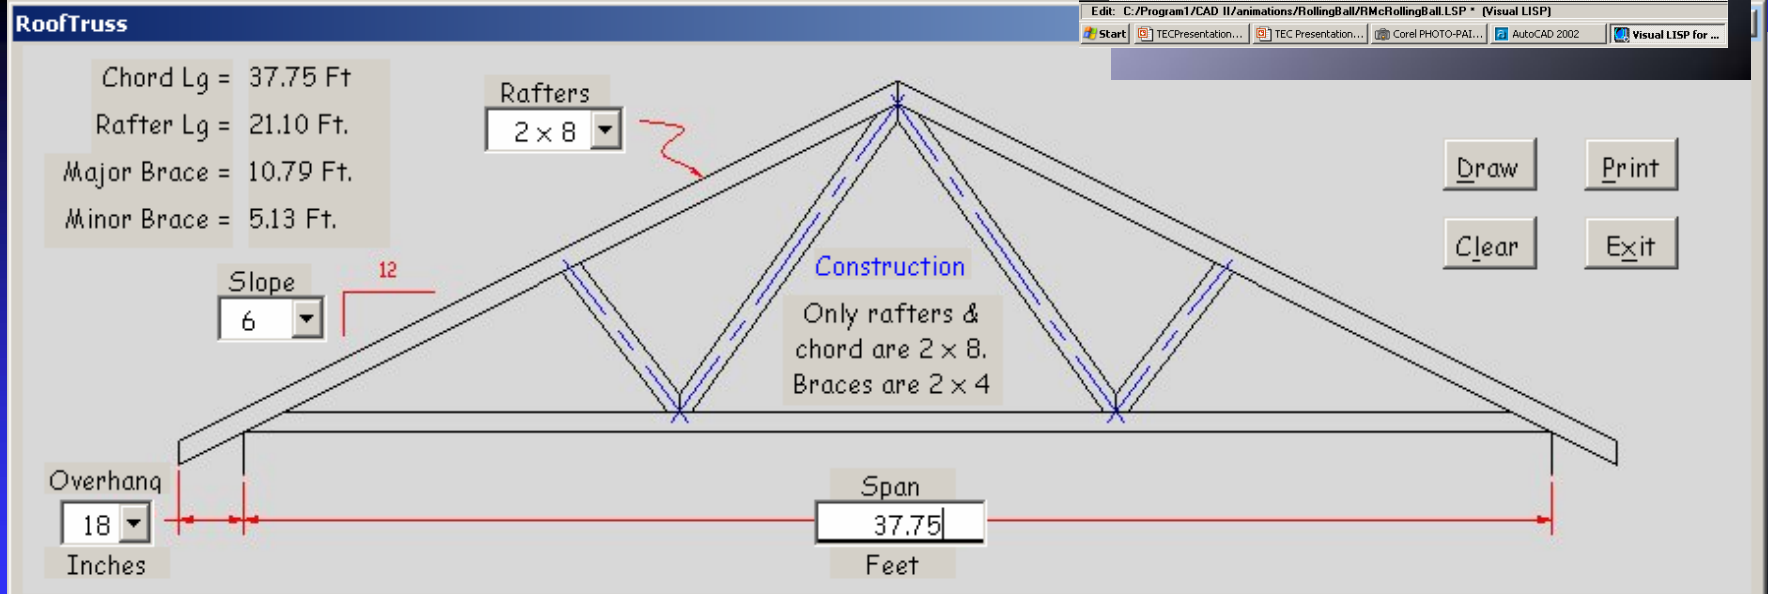 RoofTruss
Edit: C:/Program1/CAD II/animations/RollingBall/RMcRollingBall.LSP * (Visual LISP)
Start TECPresentation... TEC Presentation... Corel PHOTO-PAI... AutoCAD 2002 Visual LISP for ...
Chord Lg = 37.75 Ft
Rafter Lg = 21.10 Ft.
Major Brace = 10.79 Ft.
Minor Brace = 5.13 Ft.
Rafters
2 x 8
Draw Print
Clear Exit
Slope
6
12
Construction
Only rafters &
chord are 2 x 8.
Braces are 2 x 4
Overhang
18
Inches
Span
37.75
Feet